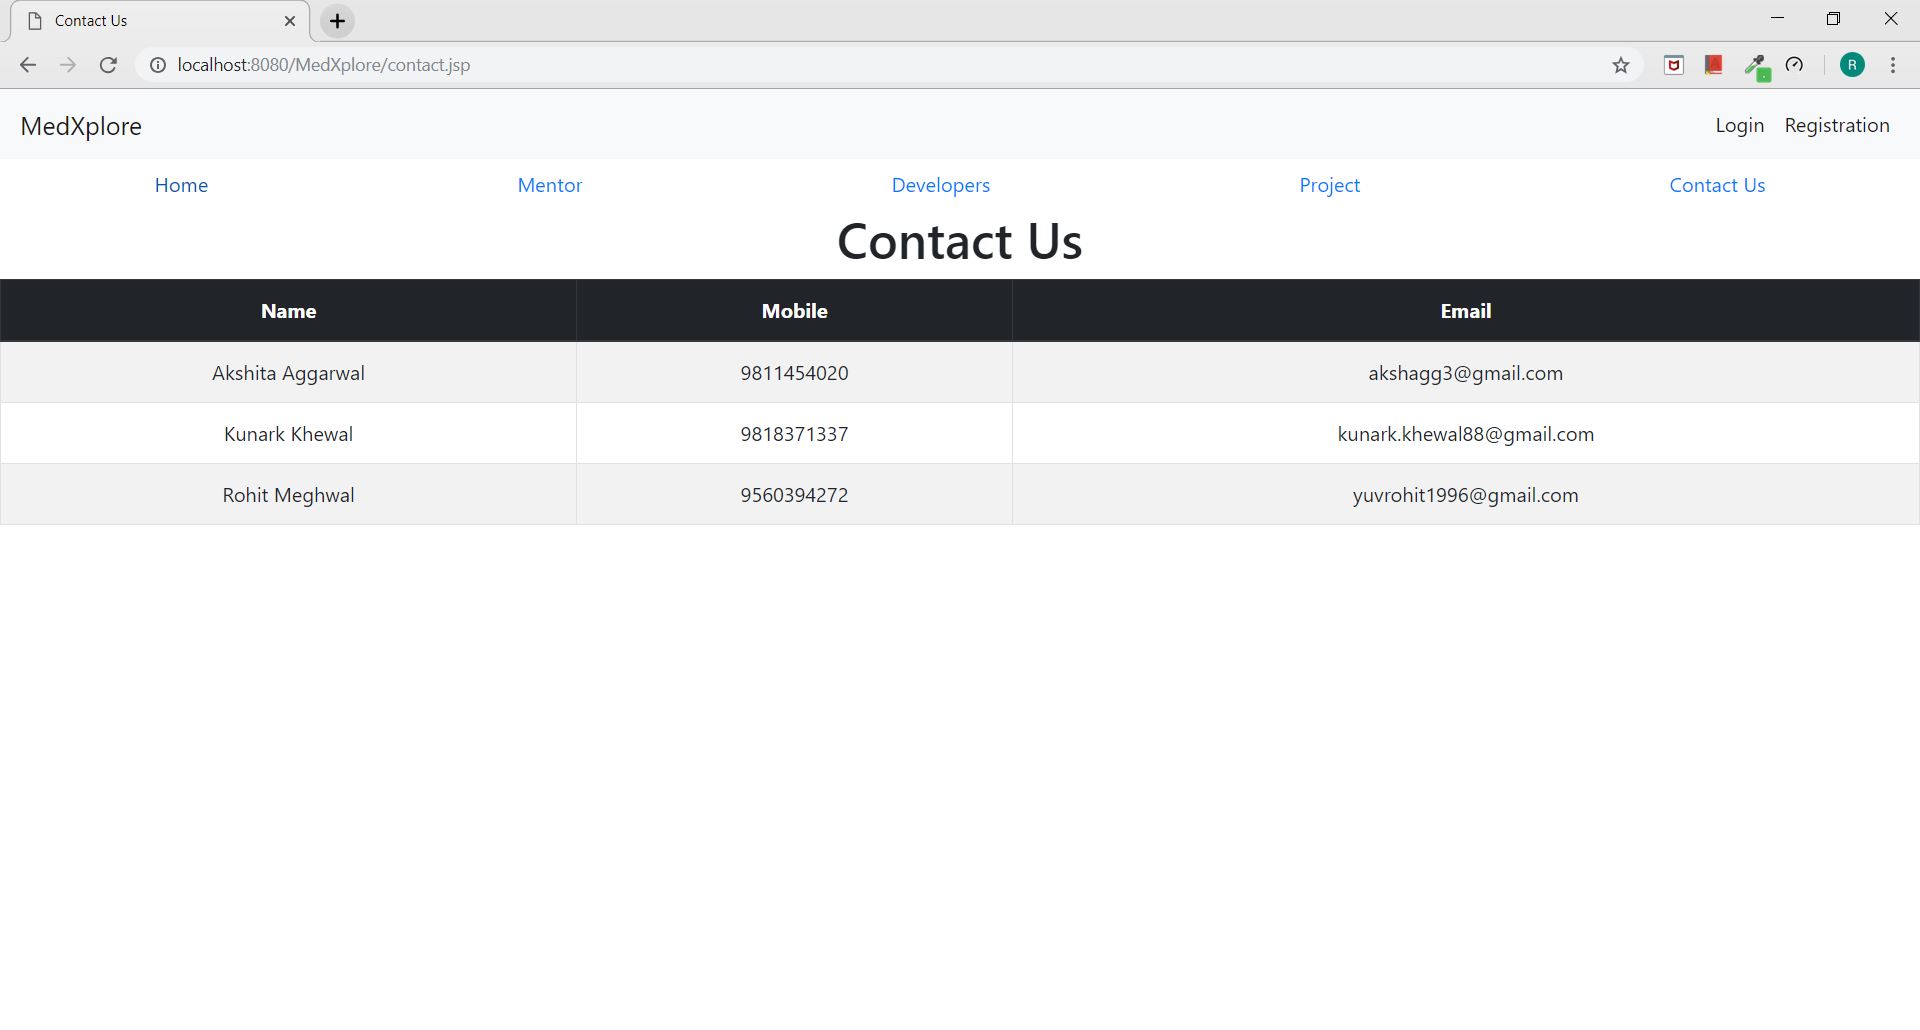 Contact Us
localhost:8080/MedXplore/contact.jsp
R
MedXplore Login Registration
Home Mentor Developers Project Contact Us
Contact Us
Name Mobile Email
Akshita Aggarwal 9811454020 akshagg3@gmail.com
Kunark Khewal 9818371337 kunark.khewal88@gmail.com
Rohit Meghwal 9560394272 yuvrohit1996@gmail.com